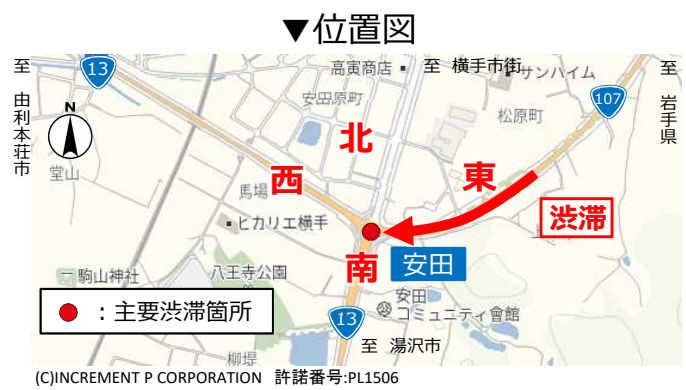 ▼位置図
至 由利本荘市
13
高寅商店
至 横手市街
サンハイム
至 岩手県
安田原町
107
松原町
N
北
堂山
西
東
馬場
渋滞
ヒカリエ横手
南
安田
駒山神社
八王寺公園
●:主要渋滞箇所
安田
コミュニティ會館
13
至 湯沢市
柳堤
(C)INCREMENT P CORPORATION 許諾番号:PL1506